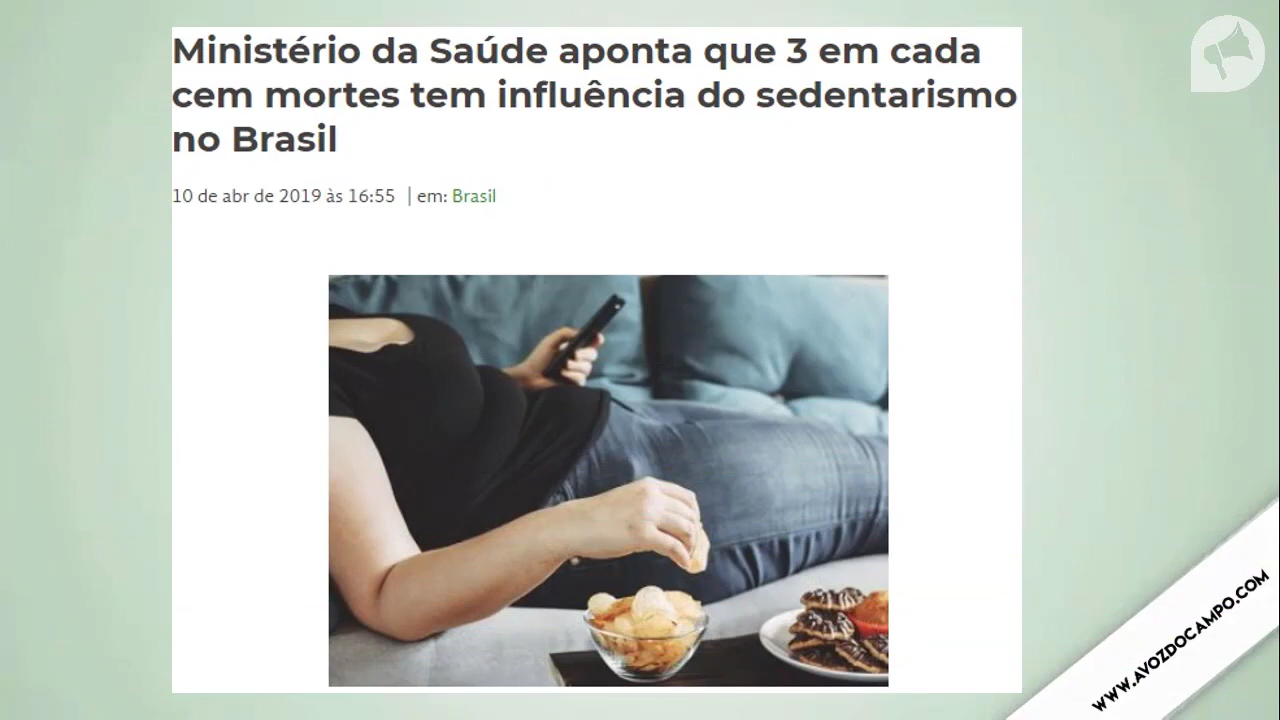 Ministério da Saúde aponta que 3 em cada
cem mortes tem influência do sedentarismo
no Brasil
10 de abr de 2019 às 16:55 | em: Brasil
WWW.AVOZDOCAMPO.COM